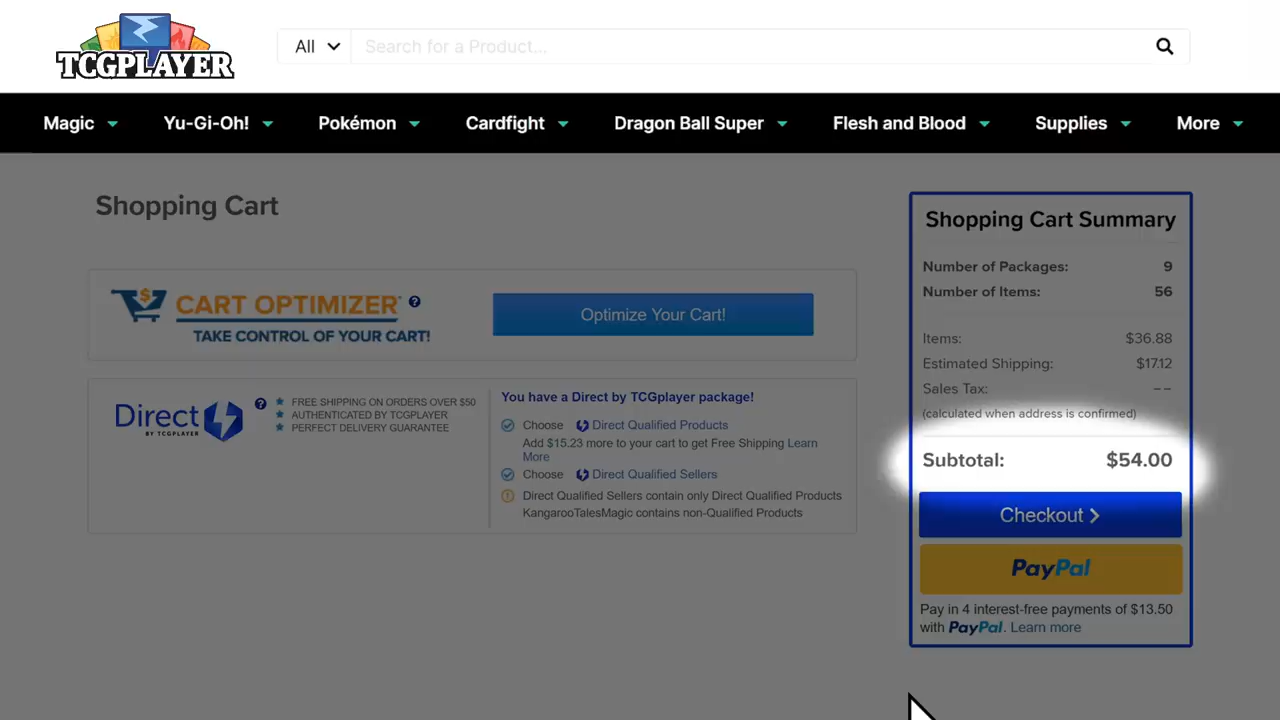 TCGPLAYER
All
Search for a Product...
Magic Yu-Gi-Oh! Pokémon Cardfight Dragon Ball Super Flesh and Blood Supplies More
Shopping Cart
CART OPTIMIZER
TAKE CONTROL OF YOUR CART!
Optimize Your Cart!
Direct
BY TCGPLAYER
FREE SHIPPING ON ORDERS OVER $50
AUTHENTICATED BY TCGPLAYER
PERFECT DELIVERY GUARANTEE
You have a Direct by TCGplayer package!
Choose Direct Qualified Products
Add $15.23 more to your cart to get Free Shipping Learn
More
Choose Direct Qualified Sellers
Direct Qualified Sellers contain only Direct Qualified Products
KangarooTalesMagic contains non-Qualified Products
Shopping Cart Summary
Number of Packages: 9
Number of Items: 56
Items: $36.88
Estimated Shipping: $17.12
Sales Tax: --
(calculated when address is confirmed)
Subtotal: $54.00
Checkout
PayPal
Pay in 4 interest-free payments of $13.50
with PayPal. Learn more